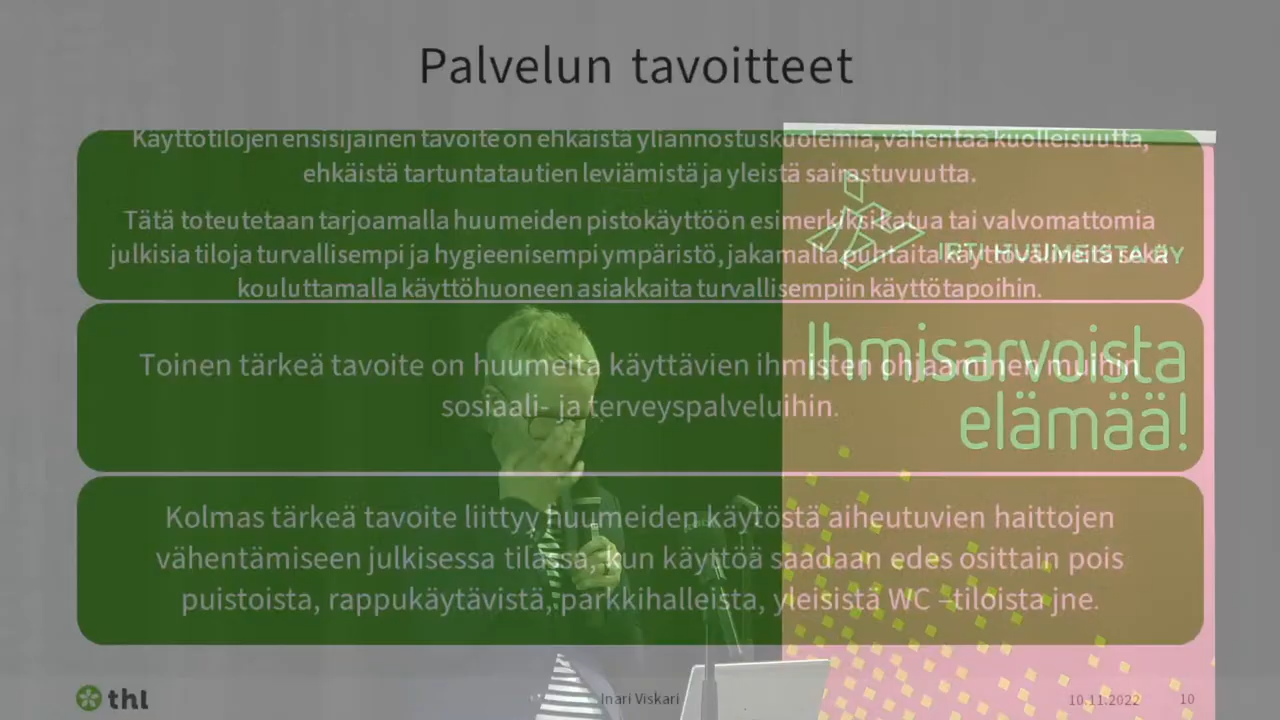 Palvelun tavoitteet
Käyttötilojen ensisijainen tavoite on ehkäistä yliannostuskuolemia, vähentää kuolleisuutta,
ehkäistä tartuntatautien leviämistä ja yleistä sairastuvuutta.
Tätä toteutetaan tarjoamalla huumeiden pistokäyttöön esimerkiksi katua tai valvomattomia
julkisia tiloja turvallisempi ja hygieenisempi ympäristö, jakamalla puhtaita käyttövälineitä sekä
kouluttamalla käyttöhuoneen asiakkaita turvallisempiin käyttötapoihin.
IRTI HUUMEISTA RY
Toinen tärkeä tavoite on huumeita käyttävien ihmisten ohjaaminen muihin
sosiaali- ja terveyspalveluihin.
Ihmisarvoista
elämää!
Kolmas tärkeä tavoite liittyy huumeiden käytöstä aiheutuvien haittojen
vähentämiseen julkisessa tilassa, kun käyttöä saadaan edes osittain pois
puistoista, rappukäytävistä, parkkihalleista, yleisistä WC –tiloista jne.
thl
Inari Viskari
10.11.2022
10